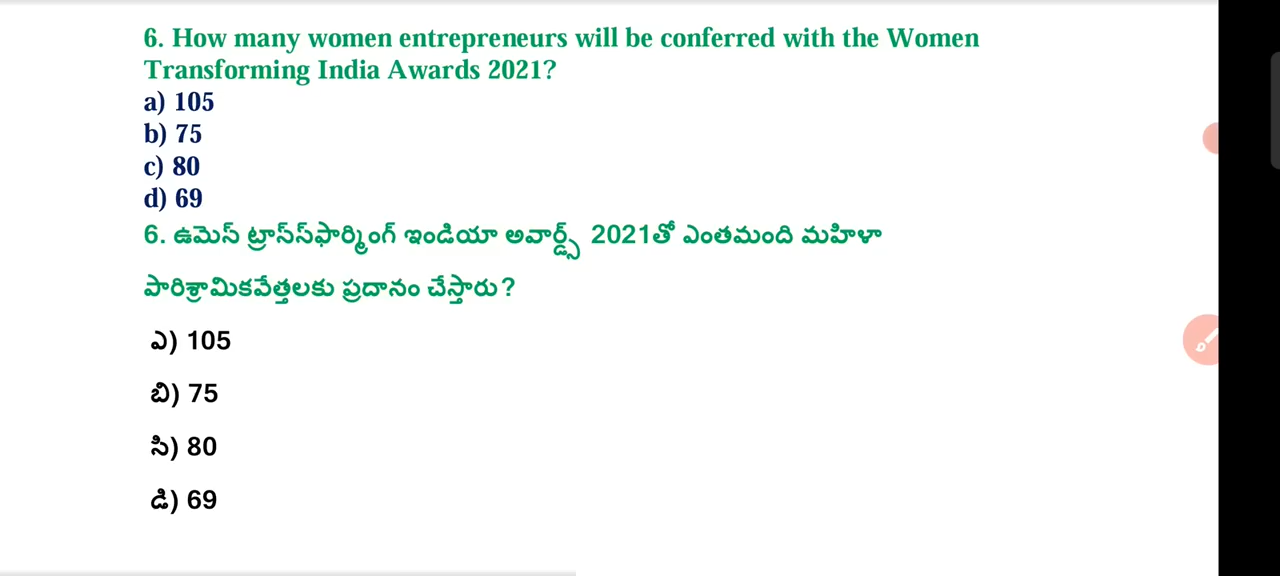 6. How many women entrepreneurs will be conferred with the Women
Transforming India Awards 2021?
a) 105
b) 75
c) 80
d) 69
6. ఉమెన్ ట్రాన్స్‌ఫార్మింగ్ ఇండియా అవార్డ్స్ 2021తో ఎంతమంది మహిళా
పారిశ్రామికవేత్తలకు ప్రదానం చేస్తారు?
ఎ) 105
బి) 75
సి) 80
డి) 69